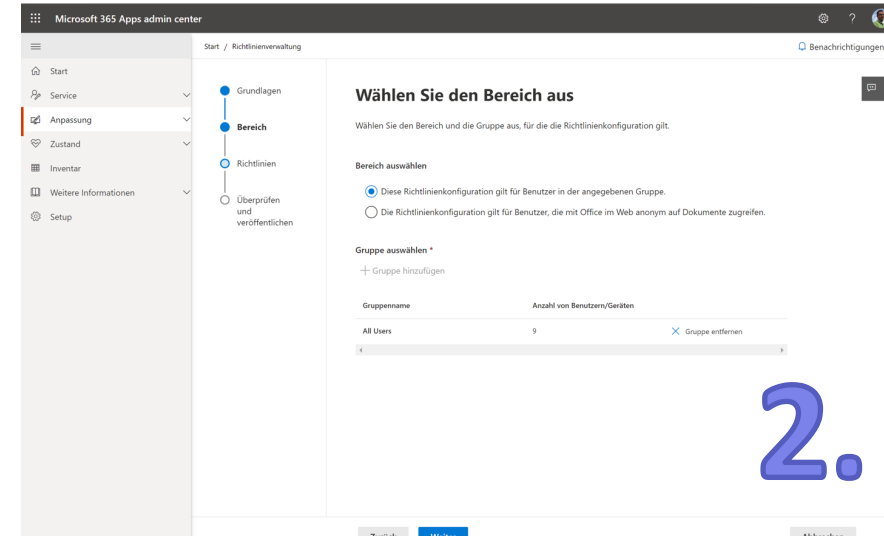 Microsoft 365 Apps admin center
?
Start / Richtlinienverwaltung
Benachrichtigungen
Start
Service
Anpassung
Zustand
Inventar
Weitere Informationen
Setup
Grundlagen
Bereich
Richtlinien
Überprüfen
und
veröffentlichen
Wählen Sie den Bereich aus
Wählen Sie den Bereich und die Gruppe aus, für die die Richtlinienkonfiguration gilt.
Bereich auswählen
Diese Richtlinienkonfiguration gilt für Benutzer in der angegebenen Gruppe.
Die Richtlinienkonfiguration gilt für Benutzer, die mit Office im Web anonym auf Dokumente zugreifen.
Gruppe auswählen *
Gruppe hinzufügen
Gruppenname Anzahl von Benutzern/Geräten
All Users 9 Gruppe entfernen
2.
Zurück Weiter Abbrechen